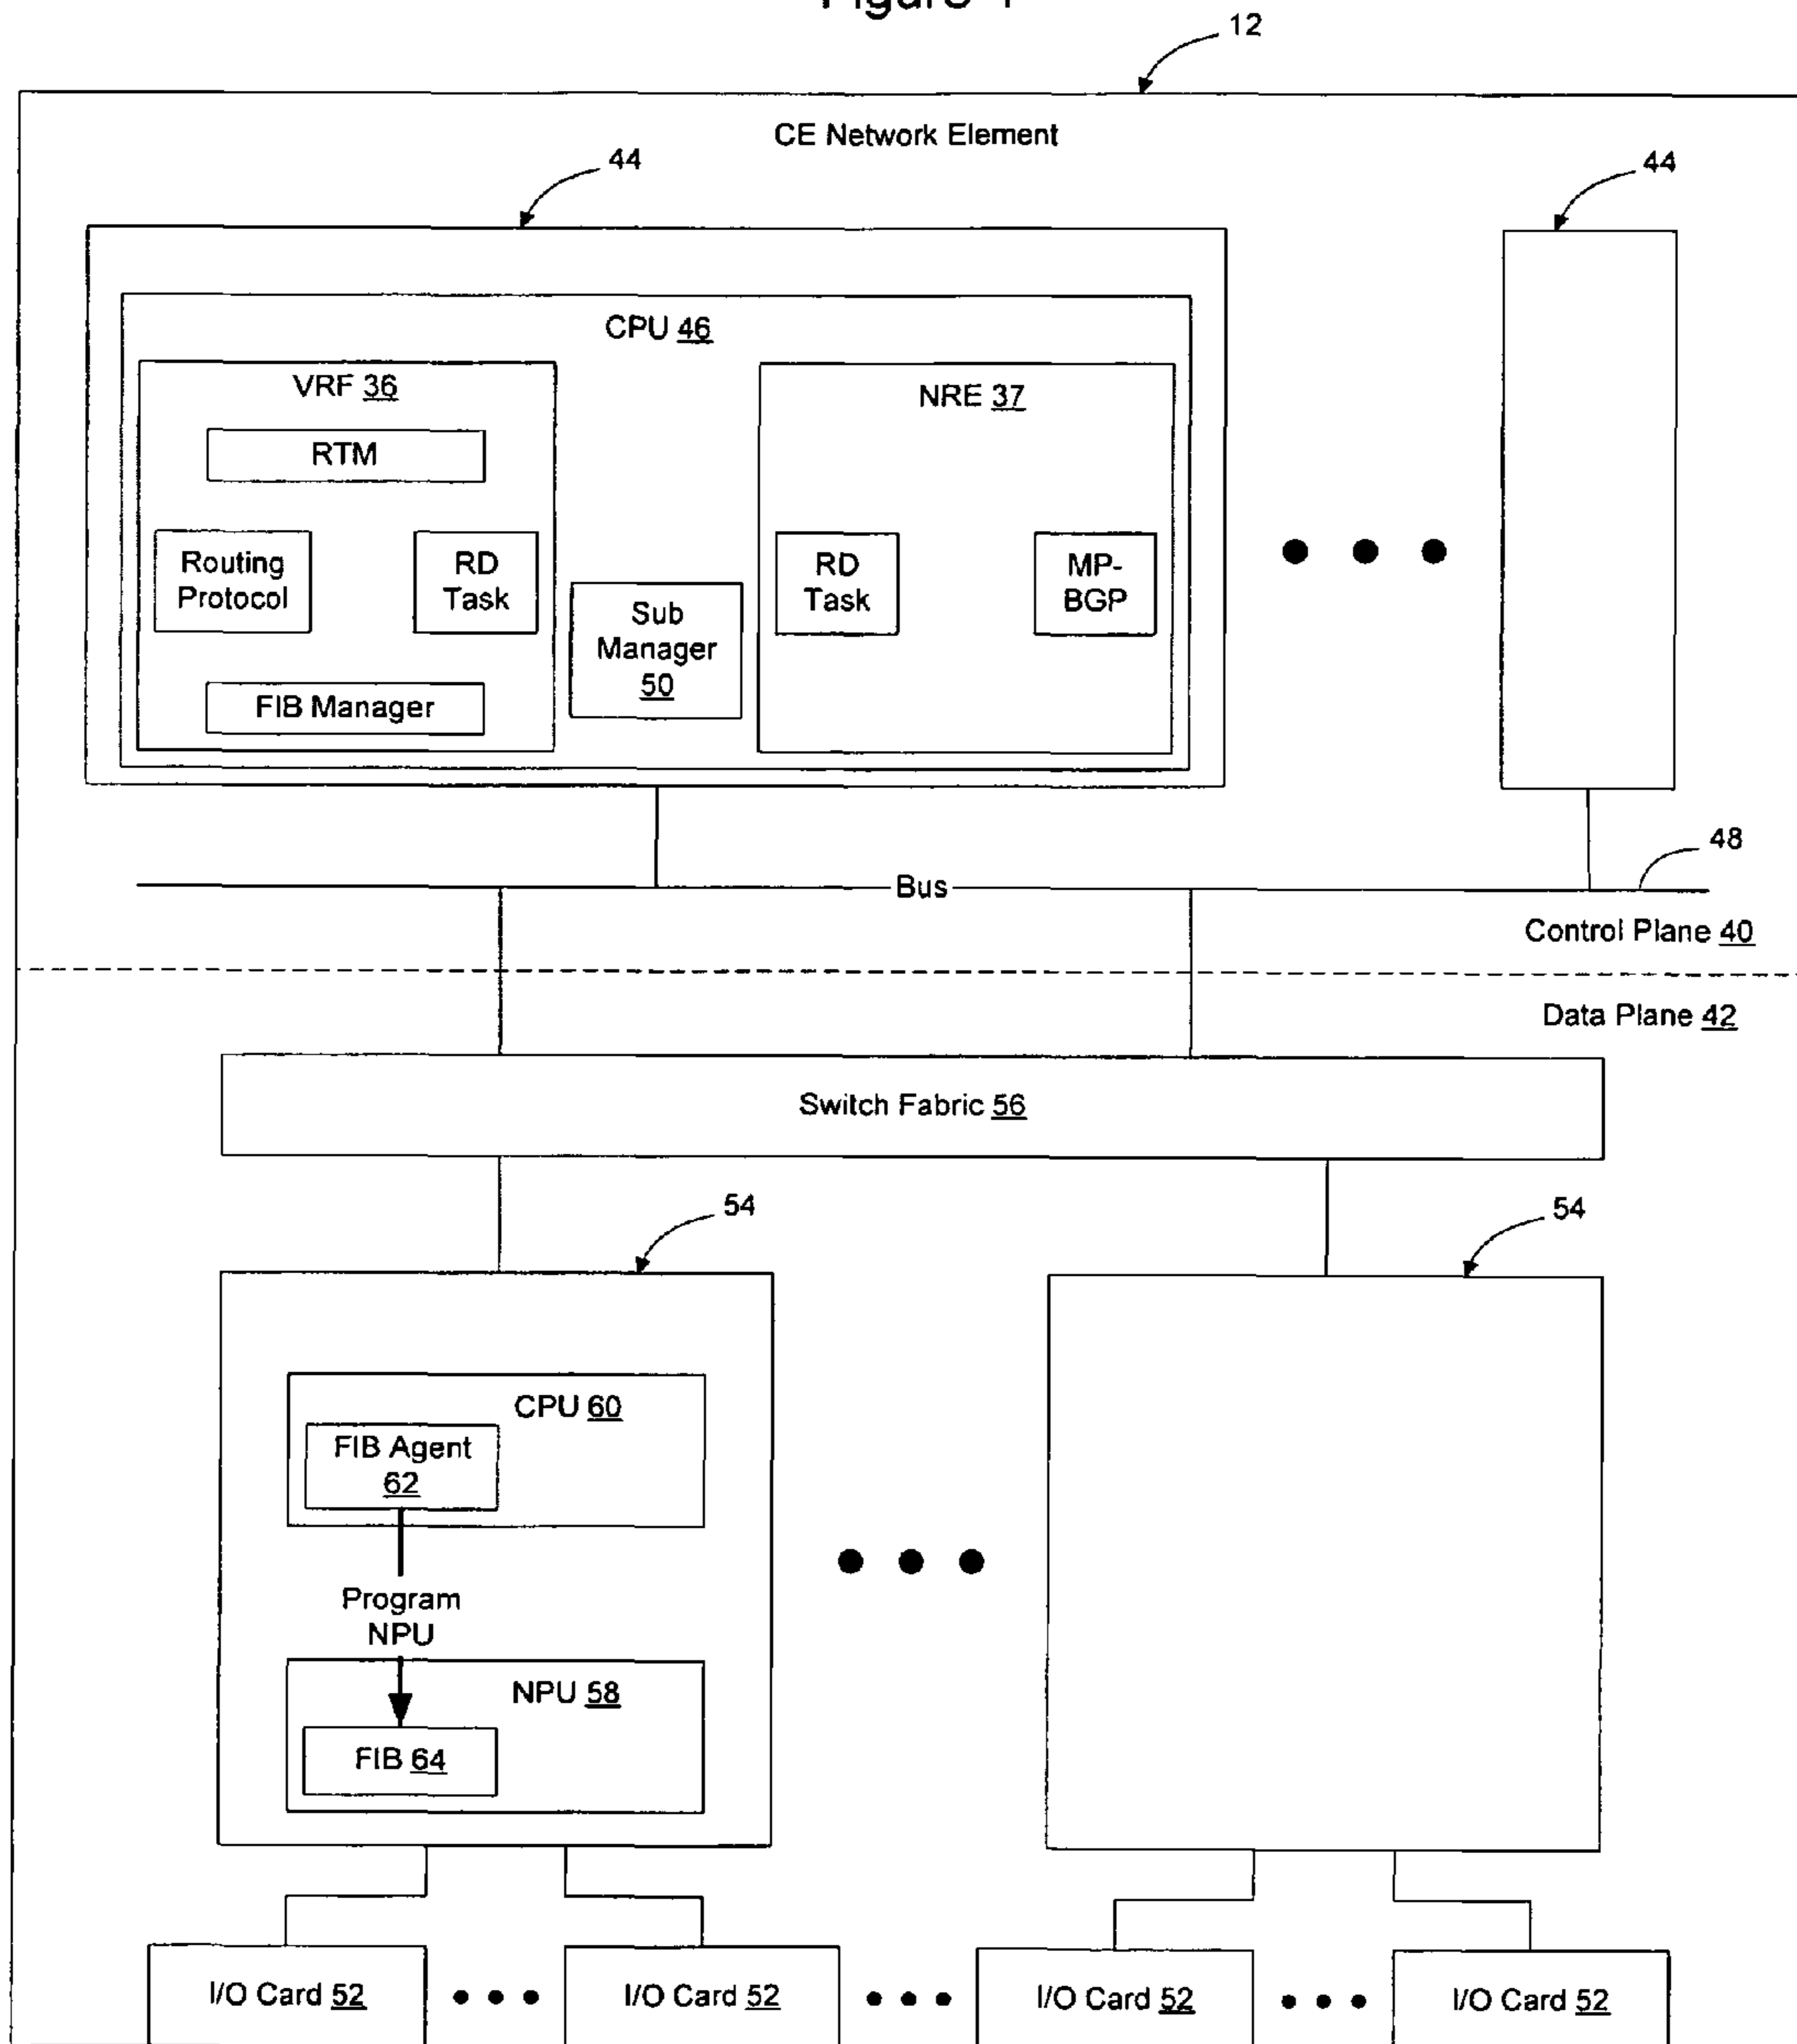 12
CE Network Element
44
44
CPU 46
VRF 36
NRE 37
RTM
Routing
Protocol
RD
Task
RD
Task
MP-
BGP
Sub
Manager
50
FIB Manager
48
Bus
Control Plane 40
Data Plane 42
Switch Fabric 56
54
54
CPU 60
FIB Agent
62
Program
NPU
NPU 58
FIB 64
I/O Card 52
I/O Card 52
I/O Card 52
I/O Card 52